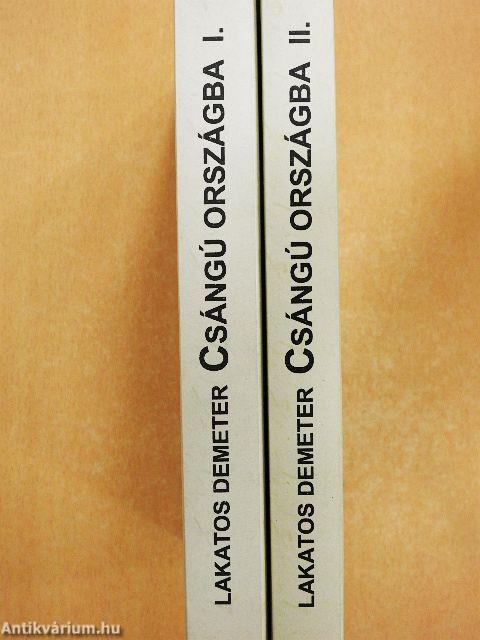 LAKATOS DEMETER CSÁNGÚ ORSZÁGBA I.
LAKATOS DEMETER CSÁNGÚ ORSZÁGBA II.
Antikvárium.hu